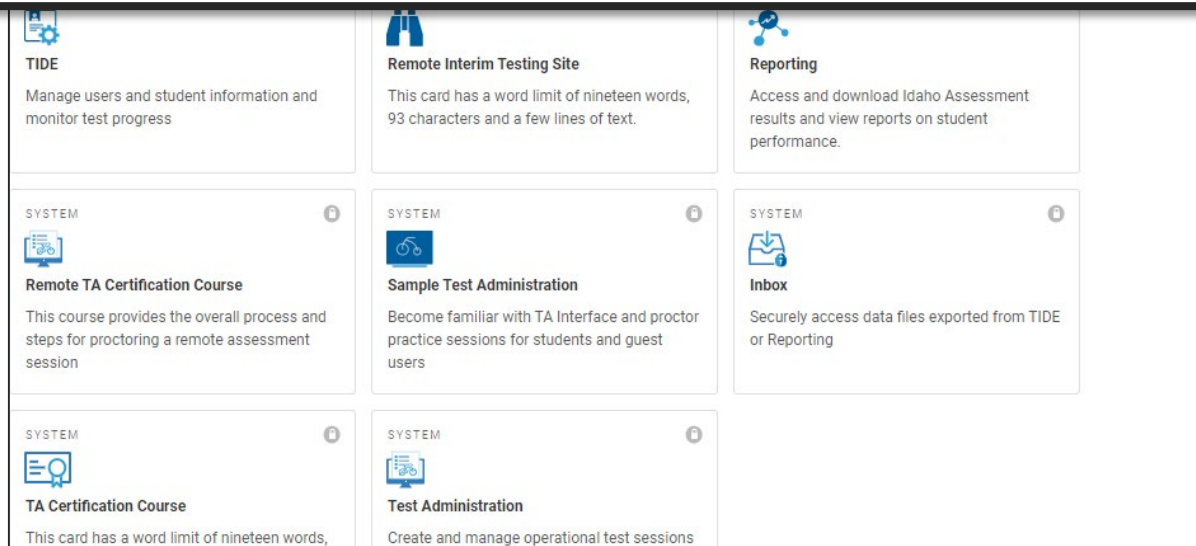 TIDE
Manage users and student information and
monitor test progress
Remote Interim Testing Site
This card has a word limit of nineteen words,
93 characters and a few lines of text.
Reporting
Access and download Idaho Assessment
results and view reports on student
performance.
SYSTEM
Remote TA Certification Course
This course provides the overall process and
steps for proctoring a remote assessment
session
SYSTEM
Sample Test Administration
Become familiar with TA Interface and proctor
practice sessions for students and guest
users
SYSTEM
Inbox
Securely access data files exported from TIDE
or Reporting
SYSTEM
TA Certification Course
This card has a word limit of nineteen words,
SYSTEM
Test Administration
Create and manage operational test sessions